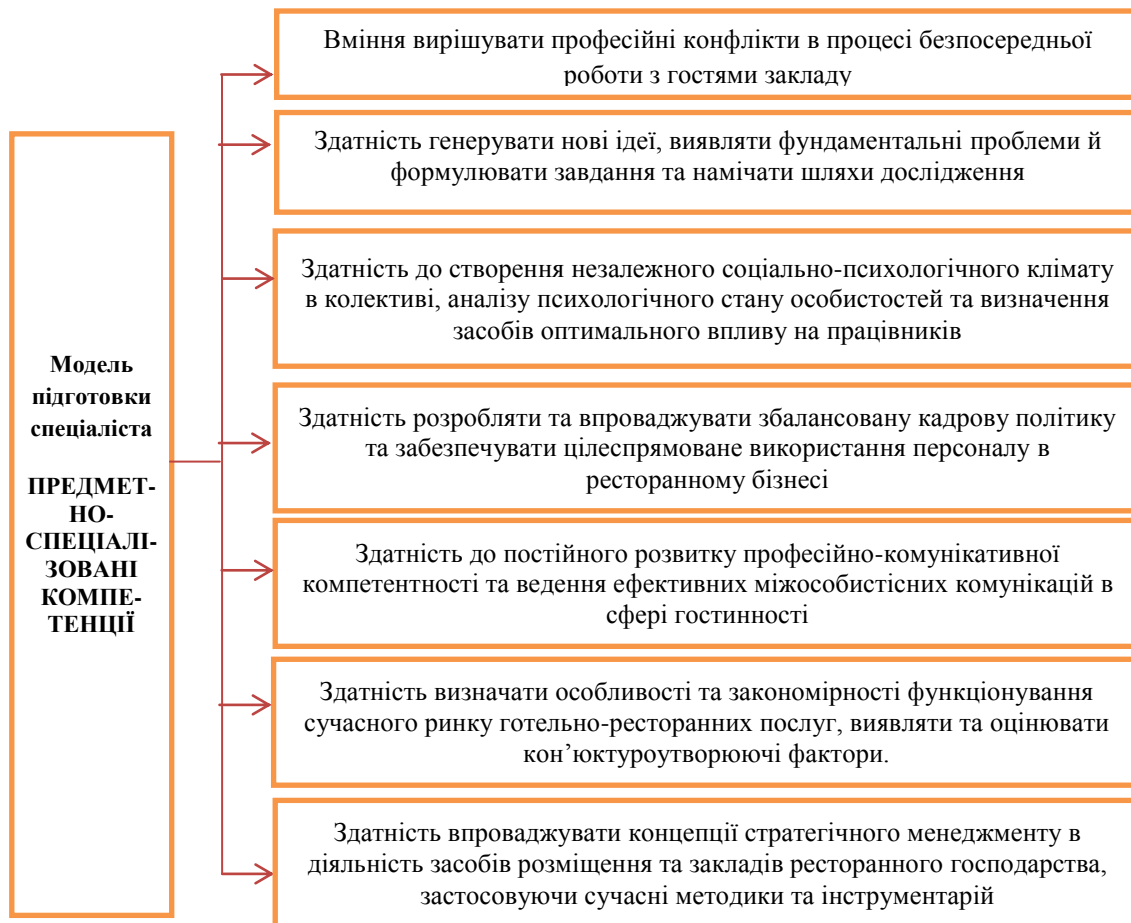 Вміння вирішувати професійні конфлікти в процесі безпосередньої
роботи з гостями закладу
Здатність генерувати нові ідеї, виявляти фундаментальні проблеми й
формулювати завдання та намічати шляхи дослідження
Здатність до створення незалежного соціально-психологічного клімату
в колективі, аналізу психологічного стану особистостей та визначення
засобів оптимального впливу на працівників
Модель
підготовки
спеціаліста
ПРЕДМЕТ-
НО-
СПЕЦІАЛІ-
ЗОВАНІ
КОМПЕ-
ТЕНЦІЇ
Здатність розробляти та впроваджувати збалансовану кадрову політику
та забезпечувати цілеспрямоване використання персоналу в
ресторанному бізнесі
Здатність до постійного розвитку професійно-комунікативної
компетентності та ведення ефективних міжособистісних комунікацій в
сфері гостинності
Здатність визначати особливості та закономірності функціонування
сучасного ринку готельно-ресторанних послуг, виявляти та оцінювати
кон’юктуроутворюючі фактори.
Здатність впроваджувати концепції стратегічного менеджменту в
діяльність засобів розміщення та закладів ресторанного господарства,
застосовуючи сучасні методики та інструментарій